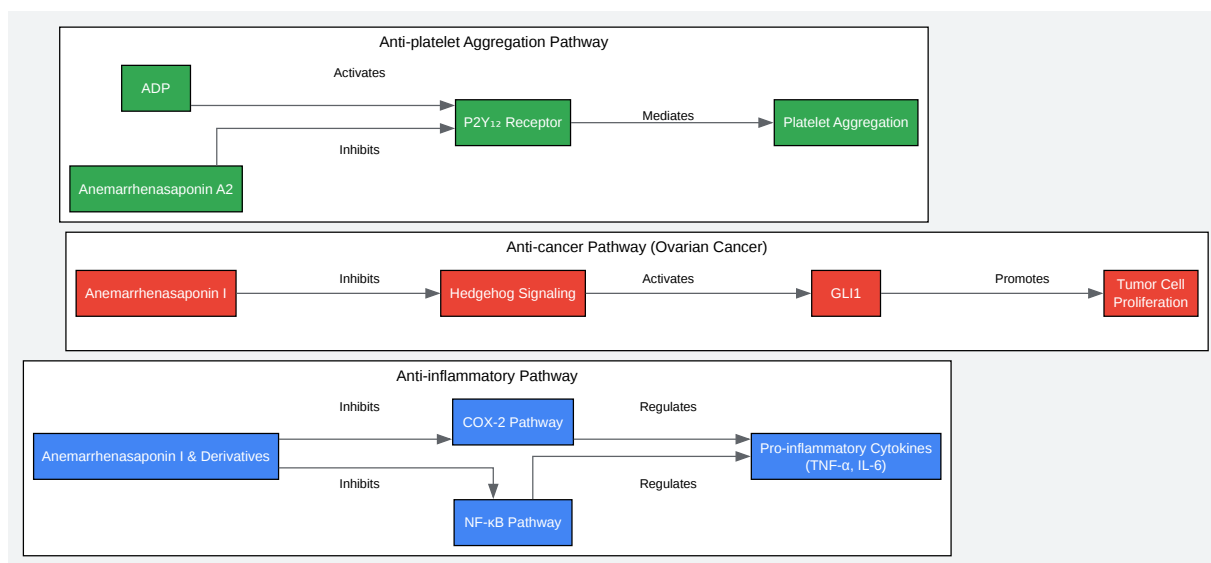 Anti-platelet Aggregation Pathway
ADP
Activates
P2Y₁₂ Receptor
Mediates
Platelet Aggregation
Inhibits
Anemarrhenasaponin A2
Anti-cancer Pathway (Ovarian Cancer)
Anemarrhenasaponin I
Inhibits
Hedgehog Signaling
Activates
GLI1
Promotes
Tumor Cell
Proliferation
Anti-inflammatory Pathway
Anemarrhenasaponin I & Derivatives
Inhibits
COX-2 Pathway
Regulates
Pro-inflammatory Cytokines
(TNF-α, IL-6)
Inhibits
NF-κB Pathway
Regulates